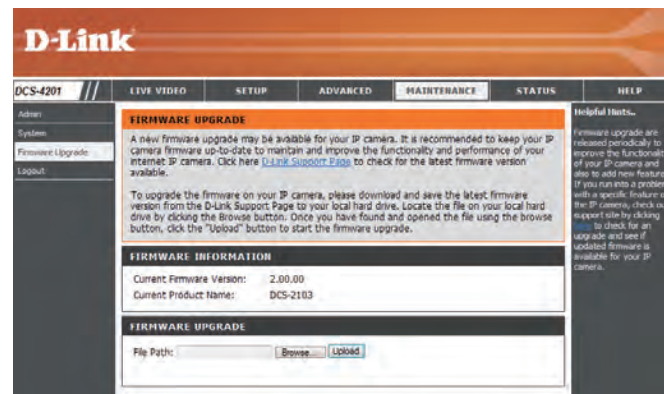 D-Link
DCS-4201
LIVE VIDEO SETUP ADVANCED MAINTENANCE STATUS HELP
Admin
System
Firmware Upgrade
Logout
FIRMWARE UPGRADE
A new firmware upgrade may be available for your IP camera. It is recommended to keep your IP
camera firmware up-to-date to maintain and improve the functionality and performance of your
internet IP camera. Click here D-Link Support Page to check for the latest firmware version
available.
To upgrade the firmware on your IP camera, please download and save the latest firmware
version from the D-Link Support Page to your local hard drive. Locate the file on your local hard
drive by clicking the Browse button. Once you have found and opened the file using the browse
button, click the "Upload" button to start the firmware upgrade.
FIRMWARE INFORMATION
Current Firmware Version: 2.00.00
Current Product Name: DCS-2103
FIRMWARE UPGRADE
File Path: Browse... Upload
Helpful Hints..
Firmware upgrade are
released periodically to
improve the functionalit
of your IP camera and
also to add new feature
If you run into a problem
with a specific feature o
the IP camera, check ou
support site by clicking
to check for an
upgrade and see if
updated firmware is
available for your IP
camera.